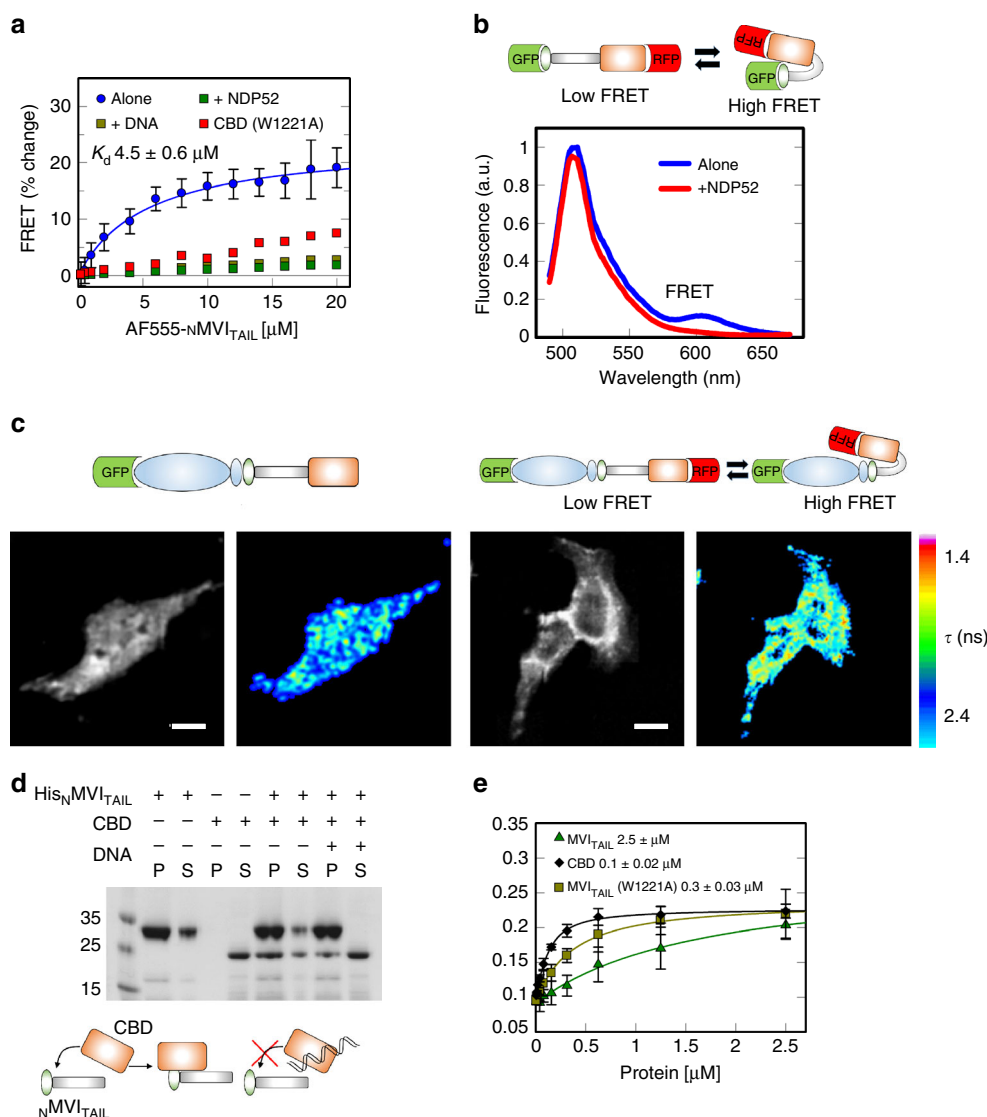 a
Alone
+ NDP52
+ DNA
CBD (W1221A)
Kd 4.5 ± 0.6 μM
30
20
10
0
FRET (% change)
0 5 10 15 20
AF555-NMVITAIL [μM]
b
GFP RFP
Low FRET
RFP
GFP
High FRET
Alone
+NDP52
FRET
1
0.8
0.6
0.4
0.2
0
Fluorescence (a.u.)
500 550 600 650
Wavelength (nm)
c
GFP
GFP RFP
Low FRET
GFP RFP
High FRET
1.4
τ (ns)
2.4
d
HisNMVITAIL + + − − + + + +
CBD − − + + + + + +
DNA − − − − − − + +
P S P S P S P S
35
25
15
CBD
NMVITAIL
e
MVITAIL 2.5 ± μM
CBD 0.1 ± 0.02 μM
MVITAIL (W1221A) 0.3 ± 0.03 μM
0.35
0.3
0.25
0.2
0.15
0.1
0.05
0 0.5 1.0 1.5 2.0 2.5
Protein [μM]